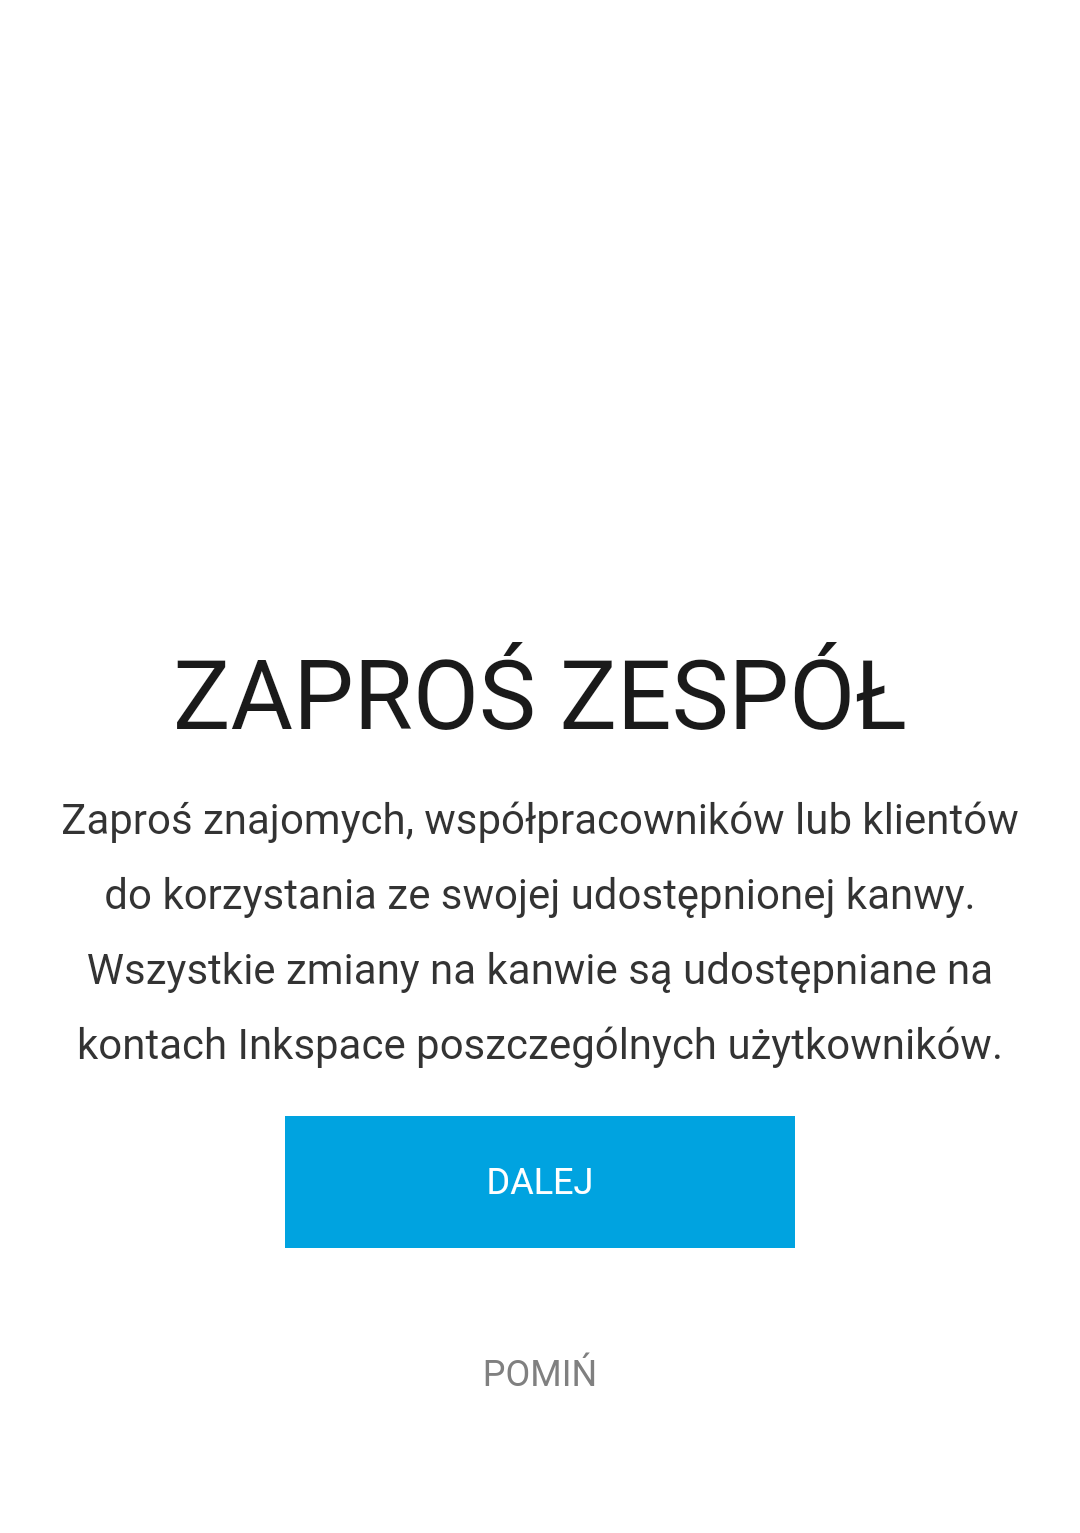 ZAPROŚ ZESPÓŁ
Zaproś znajomych, współpracowników lub klientów
do korzystania ze swojej udostępnionej kanwy.
Wszystkie zmiany na kanwie są udostępniane na
kontach Inkspace poszczególnych użytkowników.
DALEJ
POMIŃ